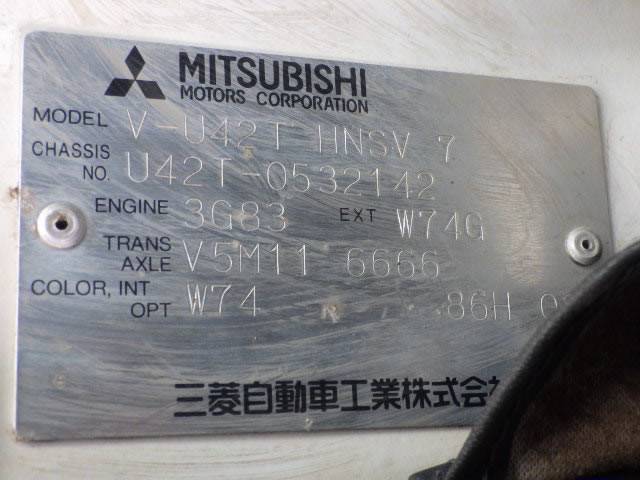 MITSUBISHI
MOTORS CORPORATION
MODEL V-U42T HNSV 7
CHASSIS NO. U42T-0532142
ENGINE 3G83 EXT W74G
TRANS AXLE V5M11 6666
COLOR, INT OPT W74 86H
三菱自動車工業株式会